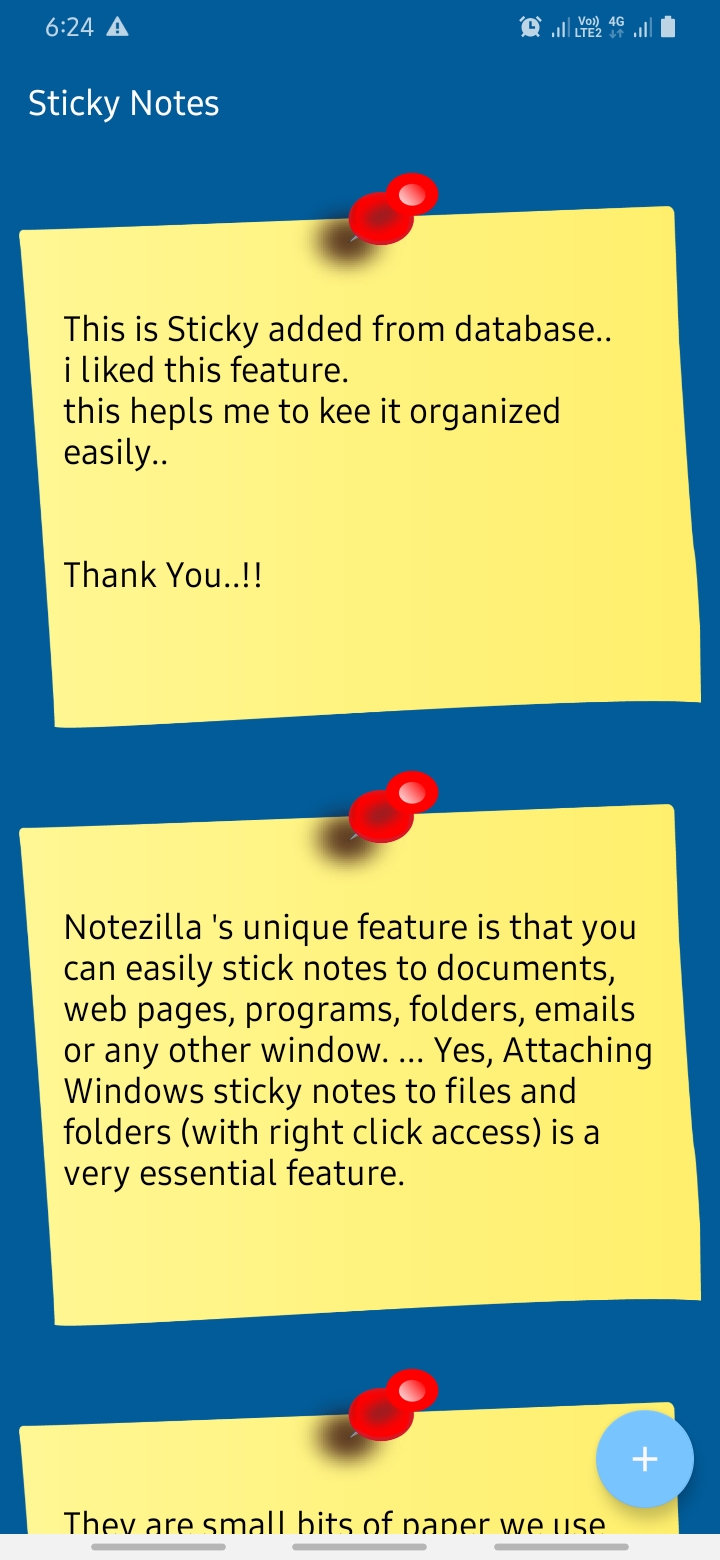 6:24
Vo)) LTE2 4G
Sticky Notes
This is Sticky added from database..
i liked this feature.
this hepls me to kee it organized
easily..
Thank You..!!
Notezilla 's unique feature is that you
can easily stick notes to documents,
web pages, programs, folders, emails
or any other window. ... Yes, Attaching
Windows sticky notes to files and
folders (with right click access) is a
very essential feature.
They are small bits of paper we use
+